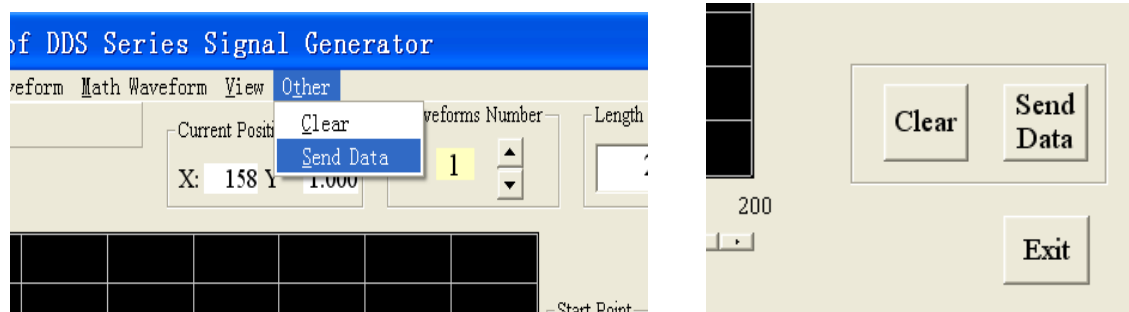 of DDS Series Signal Generator
veform Math Waveform View Other
Clear
Send Data
Current Positi
veforms Number
Length
X: 158 Y 1.000
1
Start Point
Clear
Send
Data
200
Exit